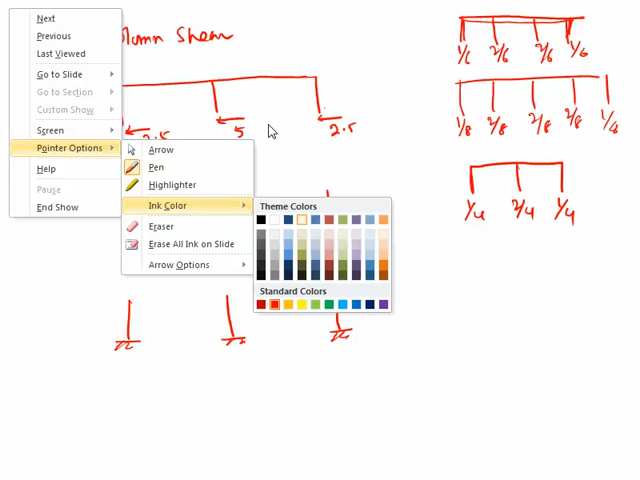 Next
Previous
Last Viewed
Go to Slide
Go to Section
Custom Show
Screen
Pointer Options
Help
Pause
End Show
Arrow
Pen
Highlighter
Ink Color
Eraser
Erase All Ink on Slide
Arrow Options
Theme Colors
Standard Colors
Shear
5
2.5
1/6 2/6 2/6 1/6
1/8 2/8 2/8 2/8 1/8
1/4 2/4 1/4